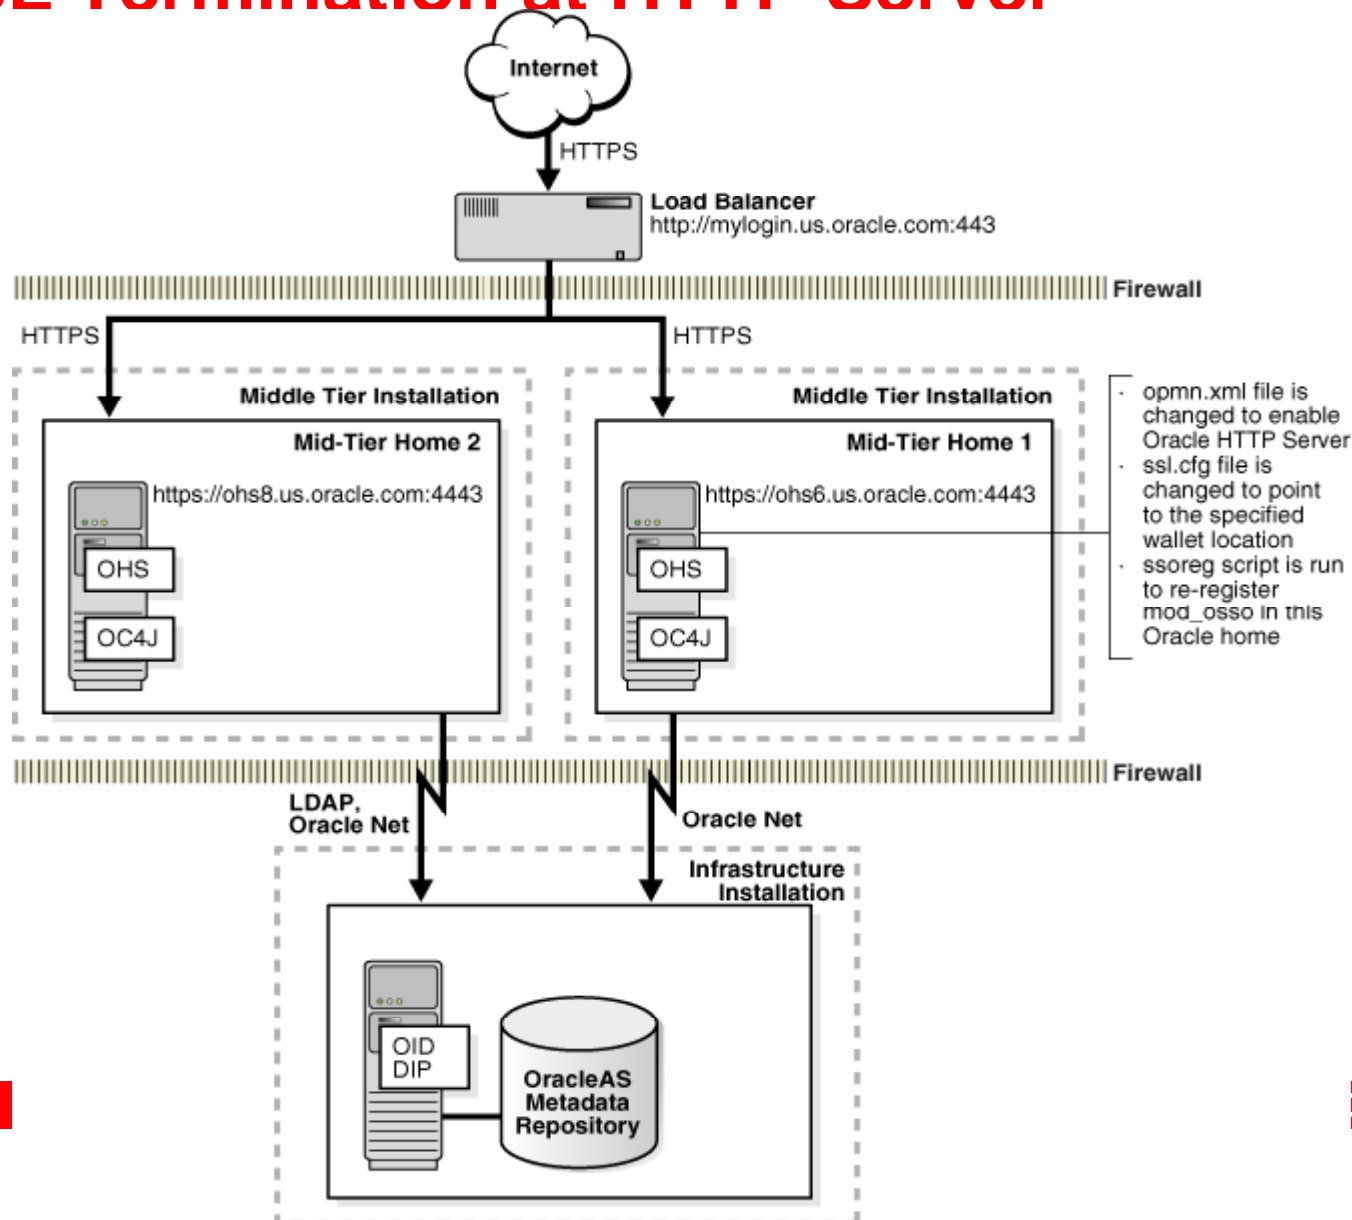 Termination at HTTP Server
Internet
HTTPS
Load Balancer
http://mylogin.us.oracle.com:443
Firewall
HTTPS
HTTPS
Middle Tier Installation
Mid-Tier Home 2
https://ohs8.us.oracle.com:4443
OHS
OC4J
Middle Tier Installation
Mid-Tier Home 1
https://ohs6.us.oracle.com:4443
OHS
OC4J
· opmn.xml file is
changed to enable
Oracle HTTP Server
· ssl.cfg file is
changed to point
to the specified
wallet location
· ssoreg script is run
to re-register
mod_osso in this
Oracle home
Firewall
LDAP,
Oracle Net
Oracle Net
Infrastructure
Installation
OID
DIP
OracleAS
Metadata
Repository